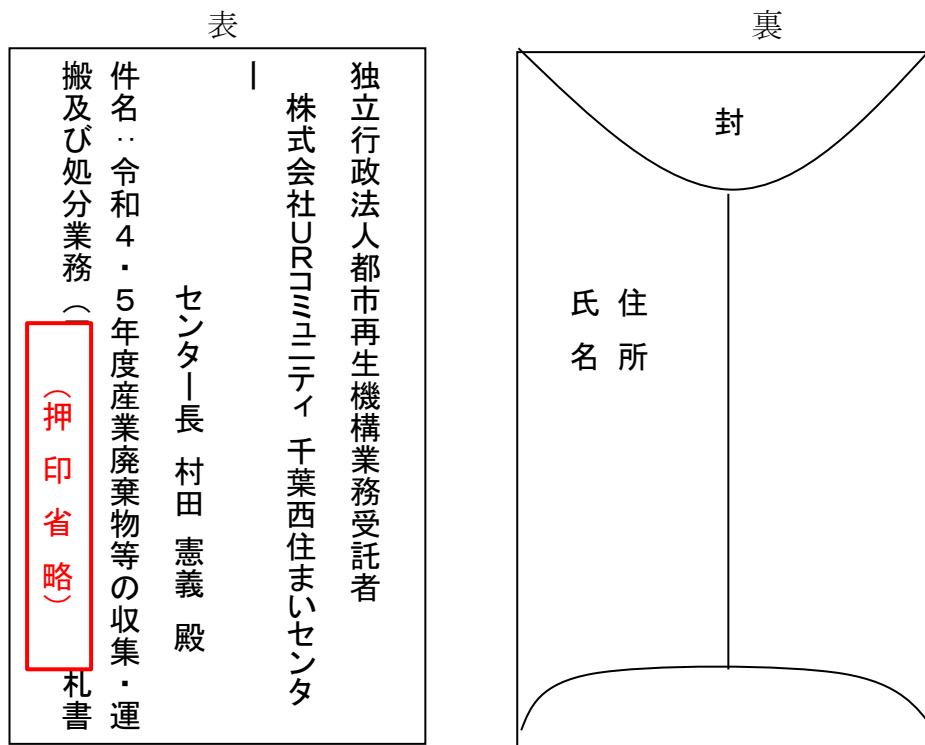 表
独立行政法人都市再生機構業務受託者
株式会社ＵＲコミュニティ 千葉西住まいセンタ
ー
センター長 村田 憲義 殿
件名：令和４・５年度産業廃棄物等の収集・運
搬及び処分業務（
札書
（押印省略）
裏
封
住所
氏名